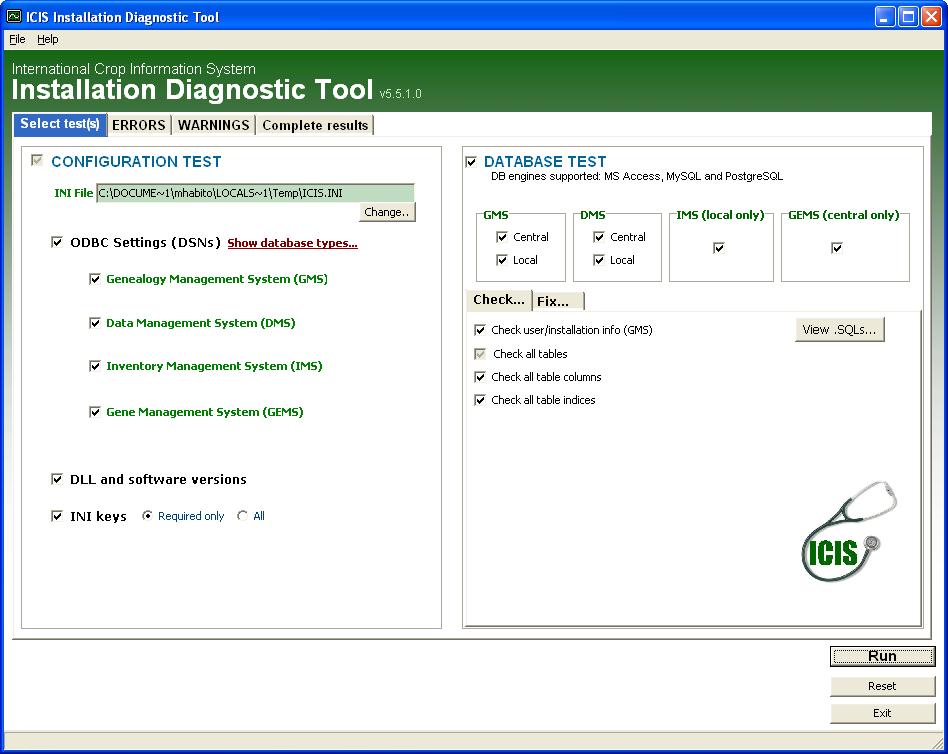 ICIS Installation Diagnostic Tool
File Help
International Crop Information System
Installation Diagnostic Tool v5.5.1.0
Select test(s) ERRORS WARNINGS Complete results
CONFIGURATION TEST
INI File C:\DOCUME~1\mhabito\LOCALS~1\Temp\ICIS.INI
Change..
ODBC Settings (DSNs) Show database types...
Genealogy Management System (GMS)
Data Management System (DMS)
Inventory Management System (IMS)
Gene Management System (GEMS)
DLL and software versions
INI keys Required only All
DATABASE TEST
DB engines supported: MS Access, MySQL and PostgreSQL
GMS DMS IMS (local only) GEMS (central only)
Central Central
Local Local
Check... Fix...
Check user/installation info (GMS) View .SQLs...
Check all tables
Check all table columns
Check all table indices
ICIS
Run
Reset
Exit